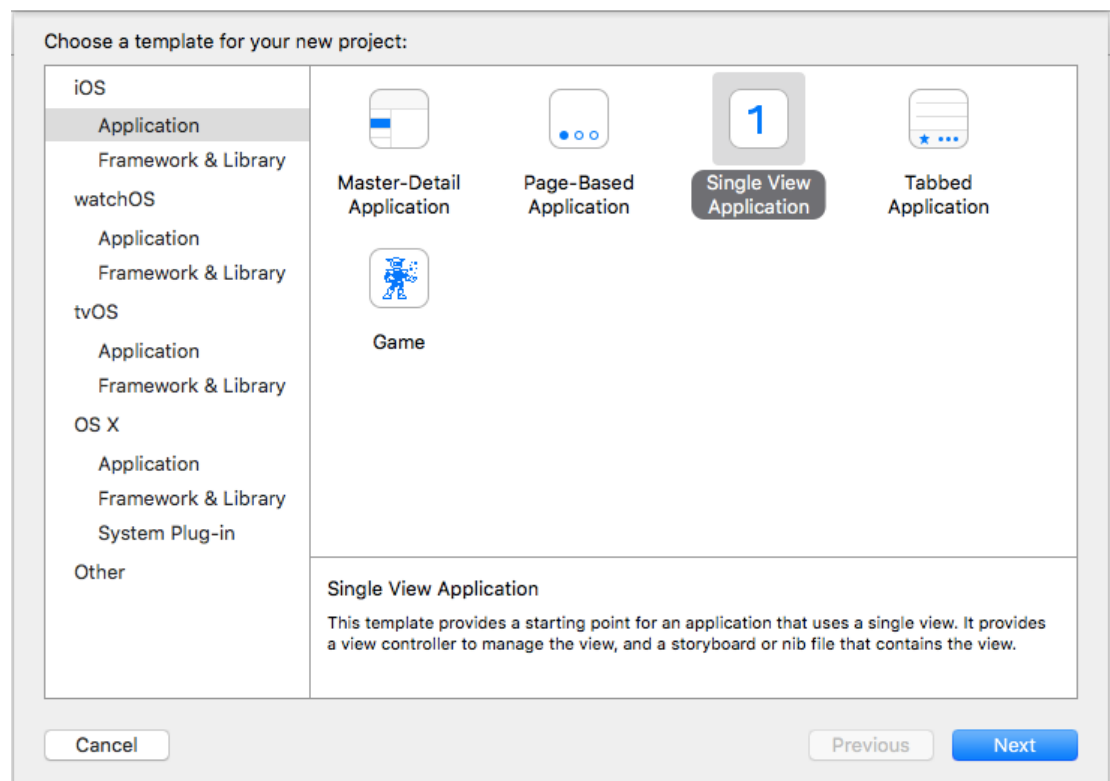 Choose a template for your new project:
iOS
Application
Framework & Library
watchOS
Application
Framework & Library
tvOS
Application
Framework & Library
OS X
Application
Framework & Library
System Plug-in
Other
Master-Detail
Application
Page-Based
Application
1
Single View
Application
Tabbed
Application
Game
Single View Application
This template provides a starting point for an application that uses a single view. It provides
a view controller to manage the view, and a storyboard or nib file that contains the view.
Cancel
Previous
Next